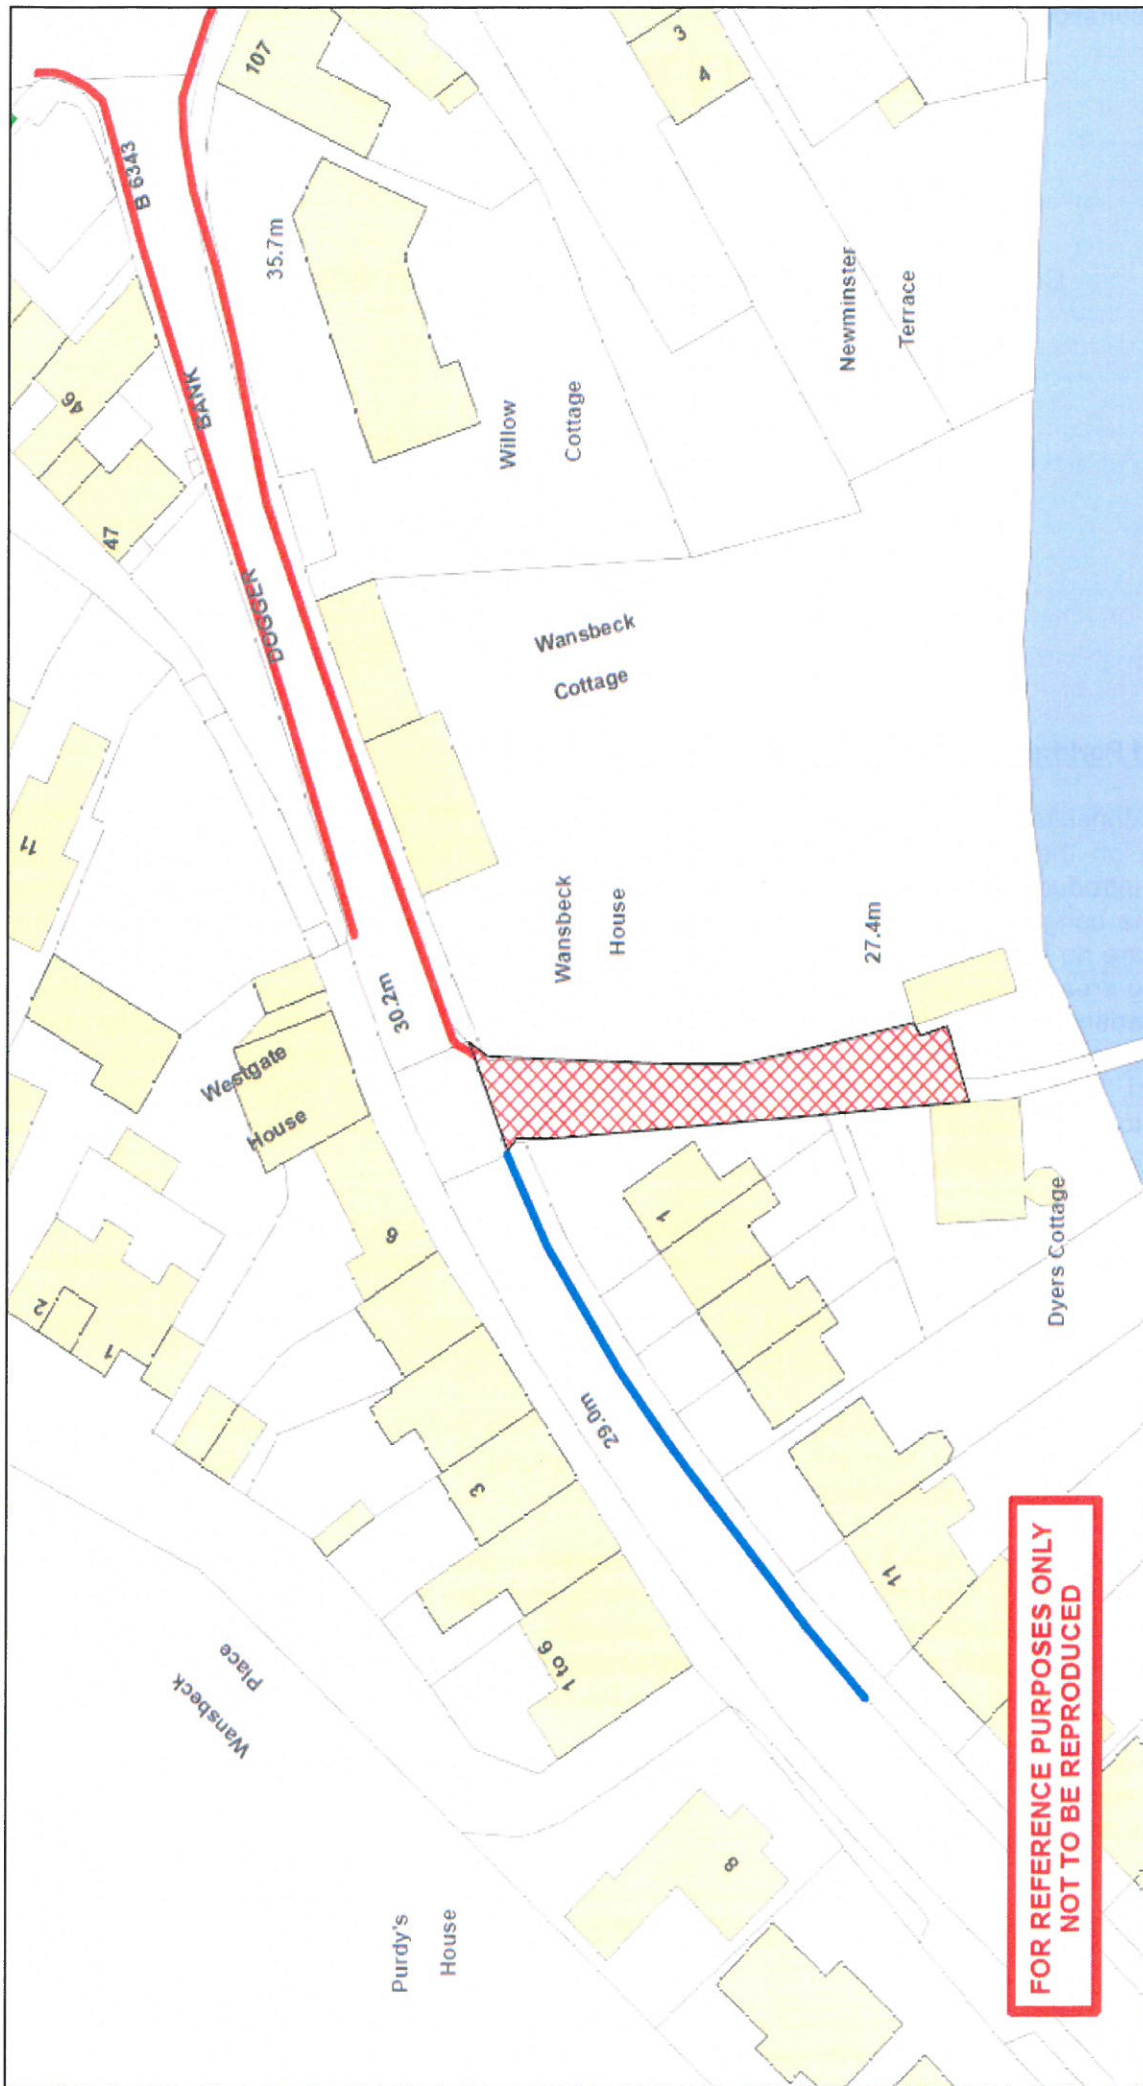 B 6343
107
3
4
35.7m
46
BANK
47
Willow
Cottage
Newminster
Terrace
DOGGER
Wansbeck
Cottage
11
Wansbeck
House
27.4m
30.2m
Westgate
House
6
2
1
1
Dyers Cottage
29.0m
3
11
1 to 6
Wansbeck
Place
8
Purdy's
House
FOR REFERENCE PURPOSES ONLY
NOT TO BE REPRODUCED